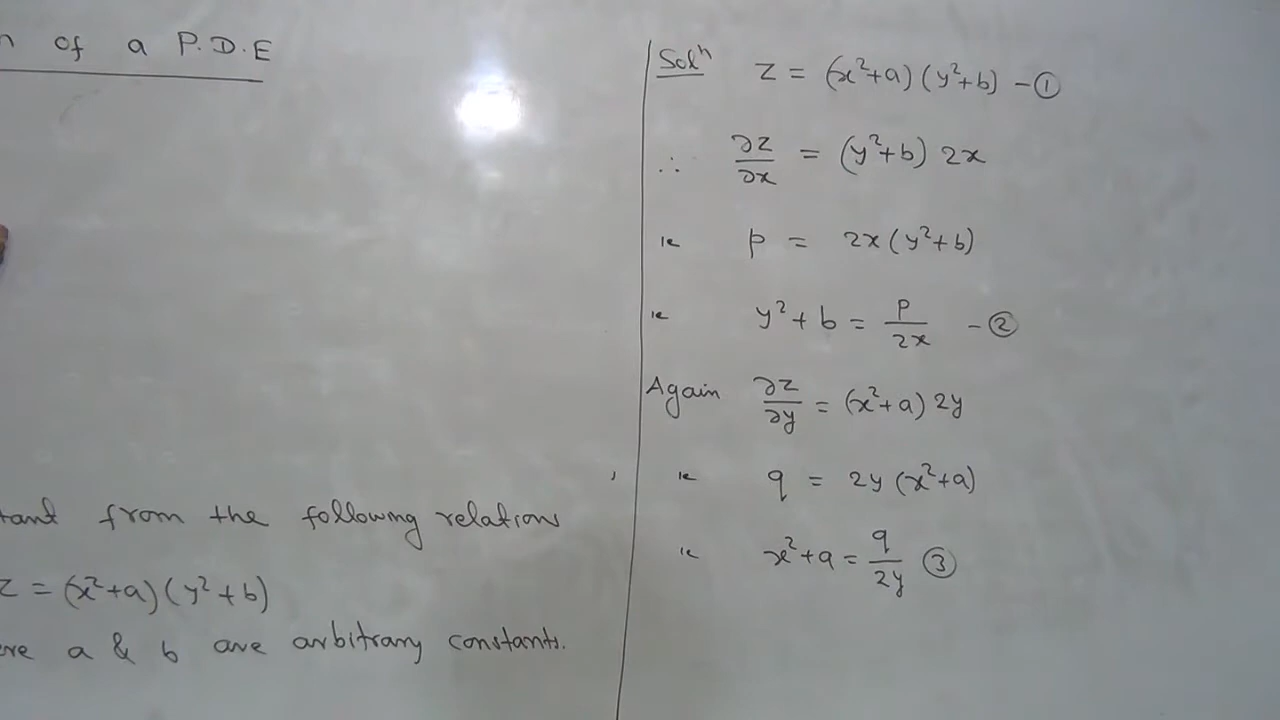 n of a P.D.E
tant from the following relations
z = (x²+a)(y²+b)
ere a & b are arbitrary constants.
Solⁿ z = (x²+a)(y²+b) - ①
∴ ∂z/∂x = (y²+b) 2x
ie p = 2x(y²+b)
ie y²+b = p/2x - ②
Again ∂z/∂y = (x²+a) 2y
ie q = 2y(x²+a)
ie x²+a = q/2y ③